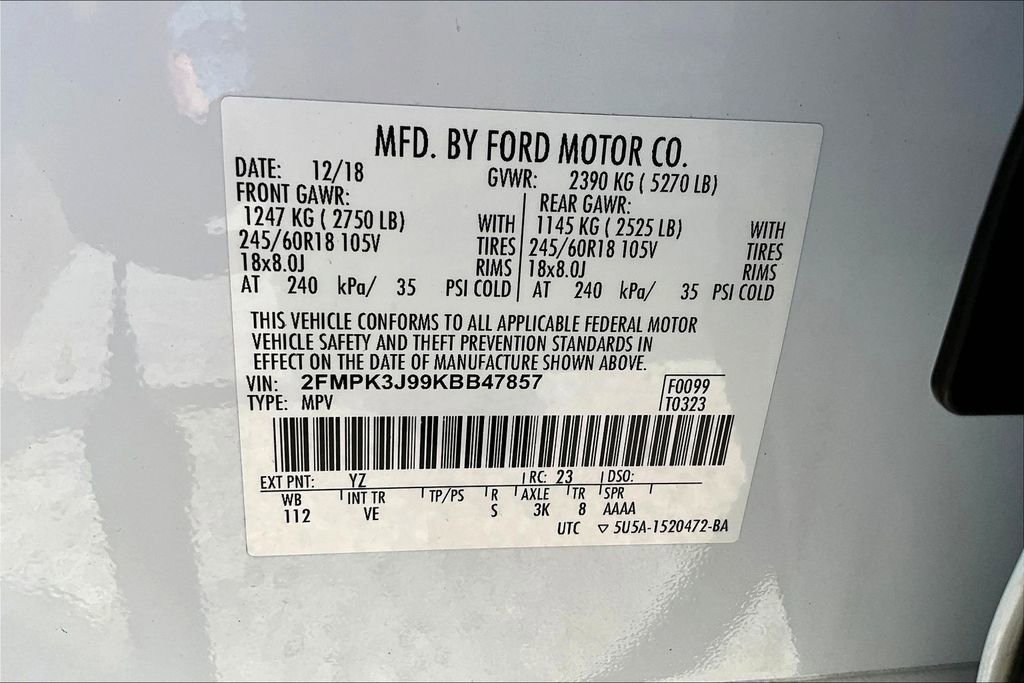 MFD. BY FORD MOTOR CO.
DATE: 12/18 GVWR: 2390 KG ( 5270 LB)
FRONT GAWR: REAR GAWR:
1247 KG ( 2750 LB) WITH 1145 KG ( 2525 LB) WITH
245/60R18 105V TIRES 245/60R18 105V TIRES
18x8.0J RIMS 18x8.0J RIMS
AT 240 kPa/ 35 PSI COLD AT 240 kPa/ 35 PSI COLD
THIS VEHICLE CONFORMS TO ALL APPLICABLE FEDERAL MOTOR
VEHICLE SAFETY AND THEFT PREVENTION STANDARDS IN
EFFECT ON THE DATE OF MANUFACTURE SHOWN ABOVE.
VIN: 2FMPK3J99KBB47857 F0099
TYPE: MPV T0323
EXT PNT: YZ RC: 23 DSO:
WB INT TR TP/PS R AXLE TR SPR
112 VE S 3K 8 AAAA
UTC ▽ 5U5A-1520472-BA